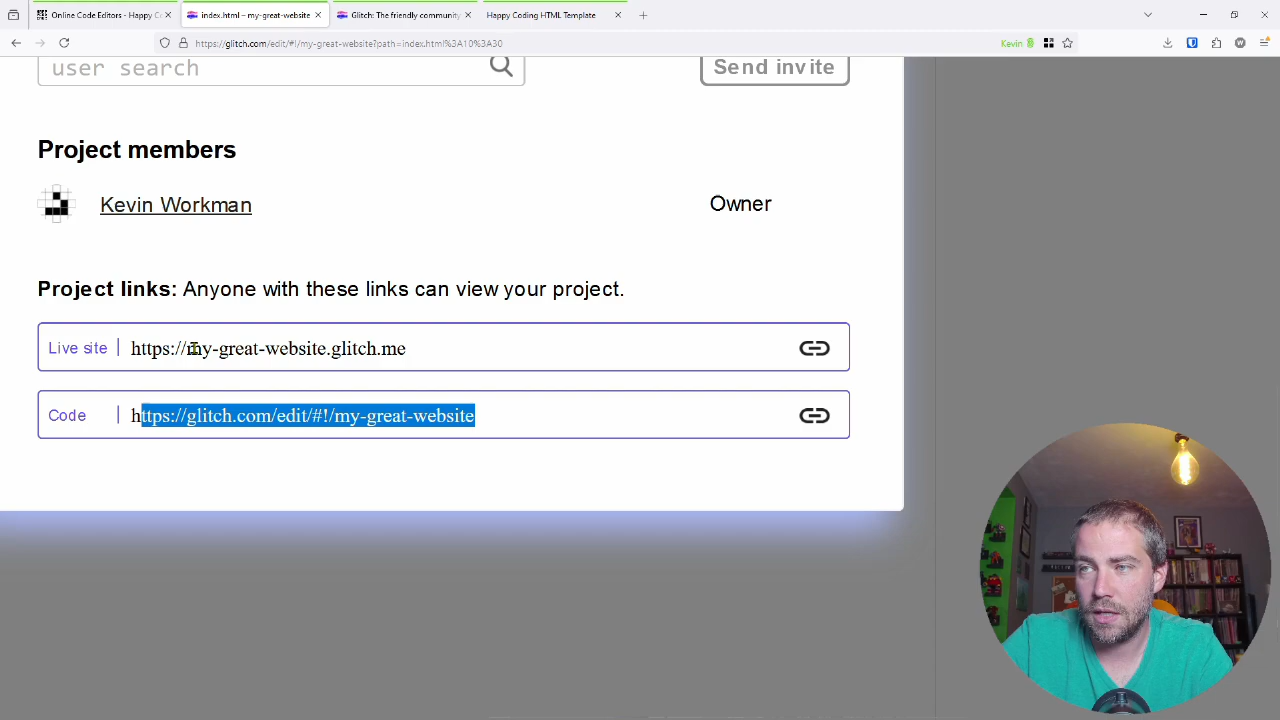 Online Code Editors - Happy C
index.html – my-great-website
Glitch: The friendly community
Happy Coding HTML Template
https://glitch.com/edit/#!/my-great-website?path=index.html%3A10%3A30
Kevin
user search
Send invite
Project members
Kevin Workman
Owner
Project links: Anyone with these links can view your project.
Live site
https://my-great-website.glitch.me
Code
https://glitch.com/edit/#!/my-great-website